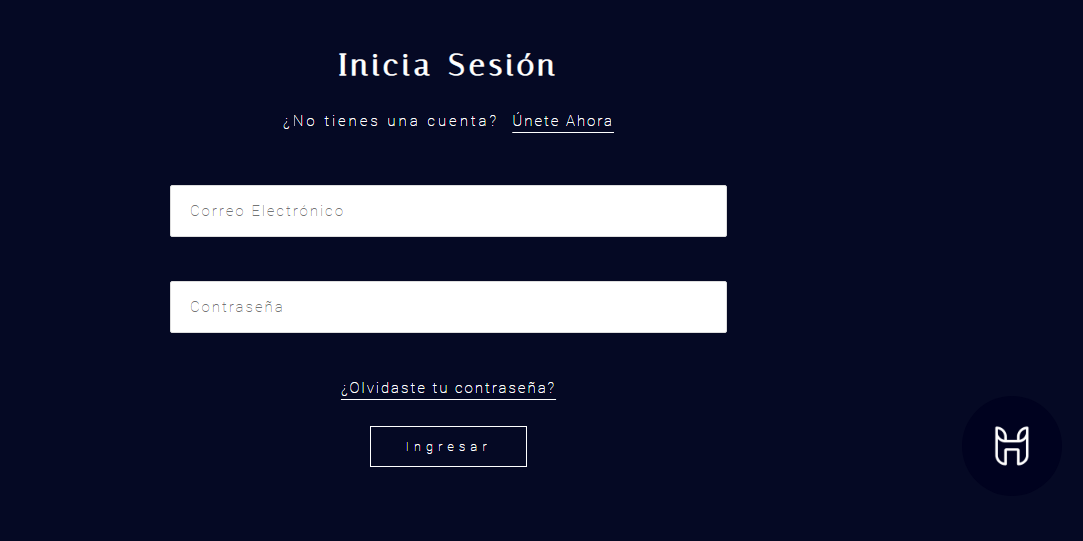 Inicia Sesión
¿No tienes una cuenta? Únete Ahora
Correo Electrónico
Contraseña
¿Olvidaste tu contraseña?
Ingresar